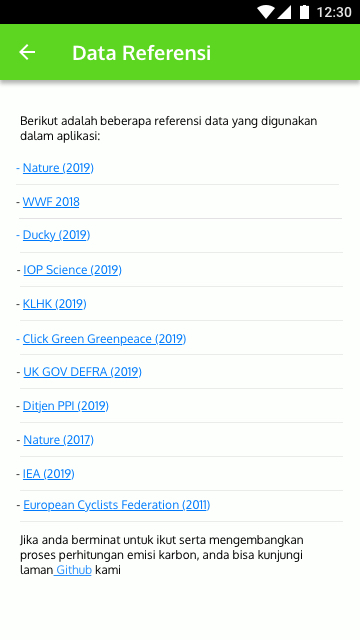 12:30
Data Referensi
Berikut adalah beberapa referensi data yang digunakan
dalam aplikasi:
- Nature (2019)
- WWF 2018
- Ducky (2019)
- IOP Science (2019)
- KLHK (2019)
- Click Green Greenpeace (2019)
- UK GOV DEFRA (2019)
- Ditjen PPI (2019)
- Nature (2017)
- IEA (2019)
- European Cyclists Federation (2011)
Jika anda berminat untuk ikut serta mengembangkan
proses perhitungan emisi karbon, anda bisa kunjungi
laman Github kami